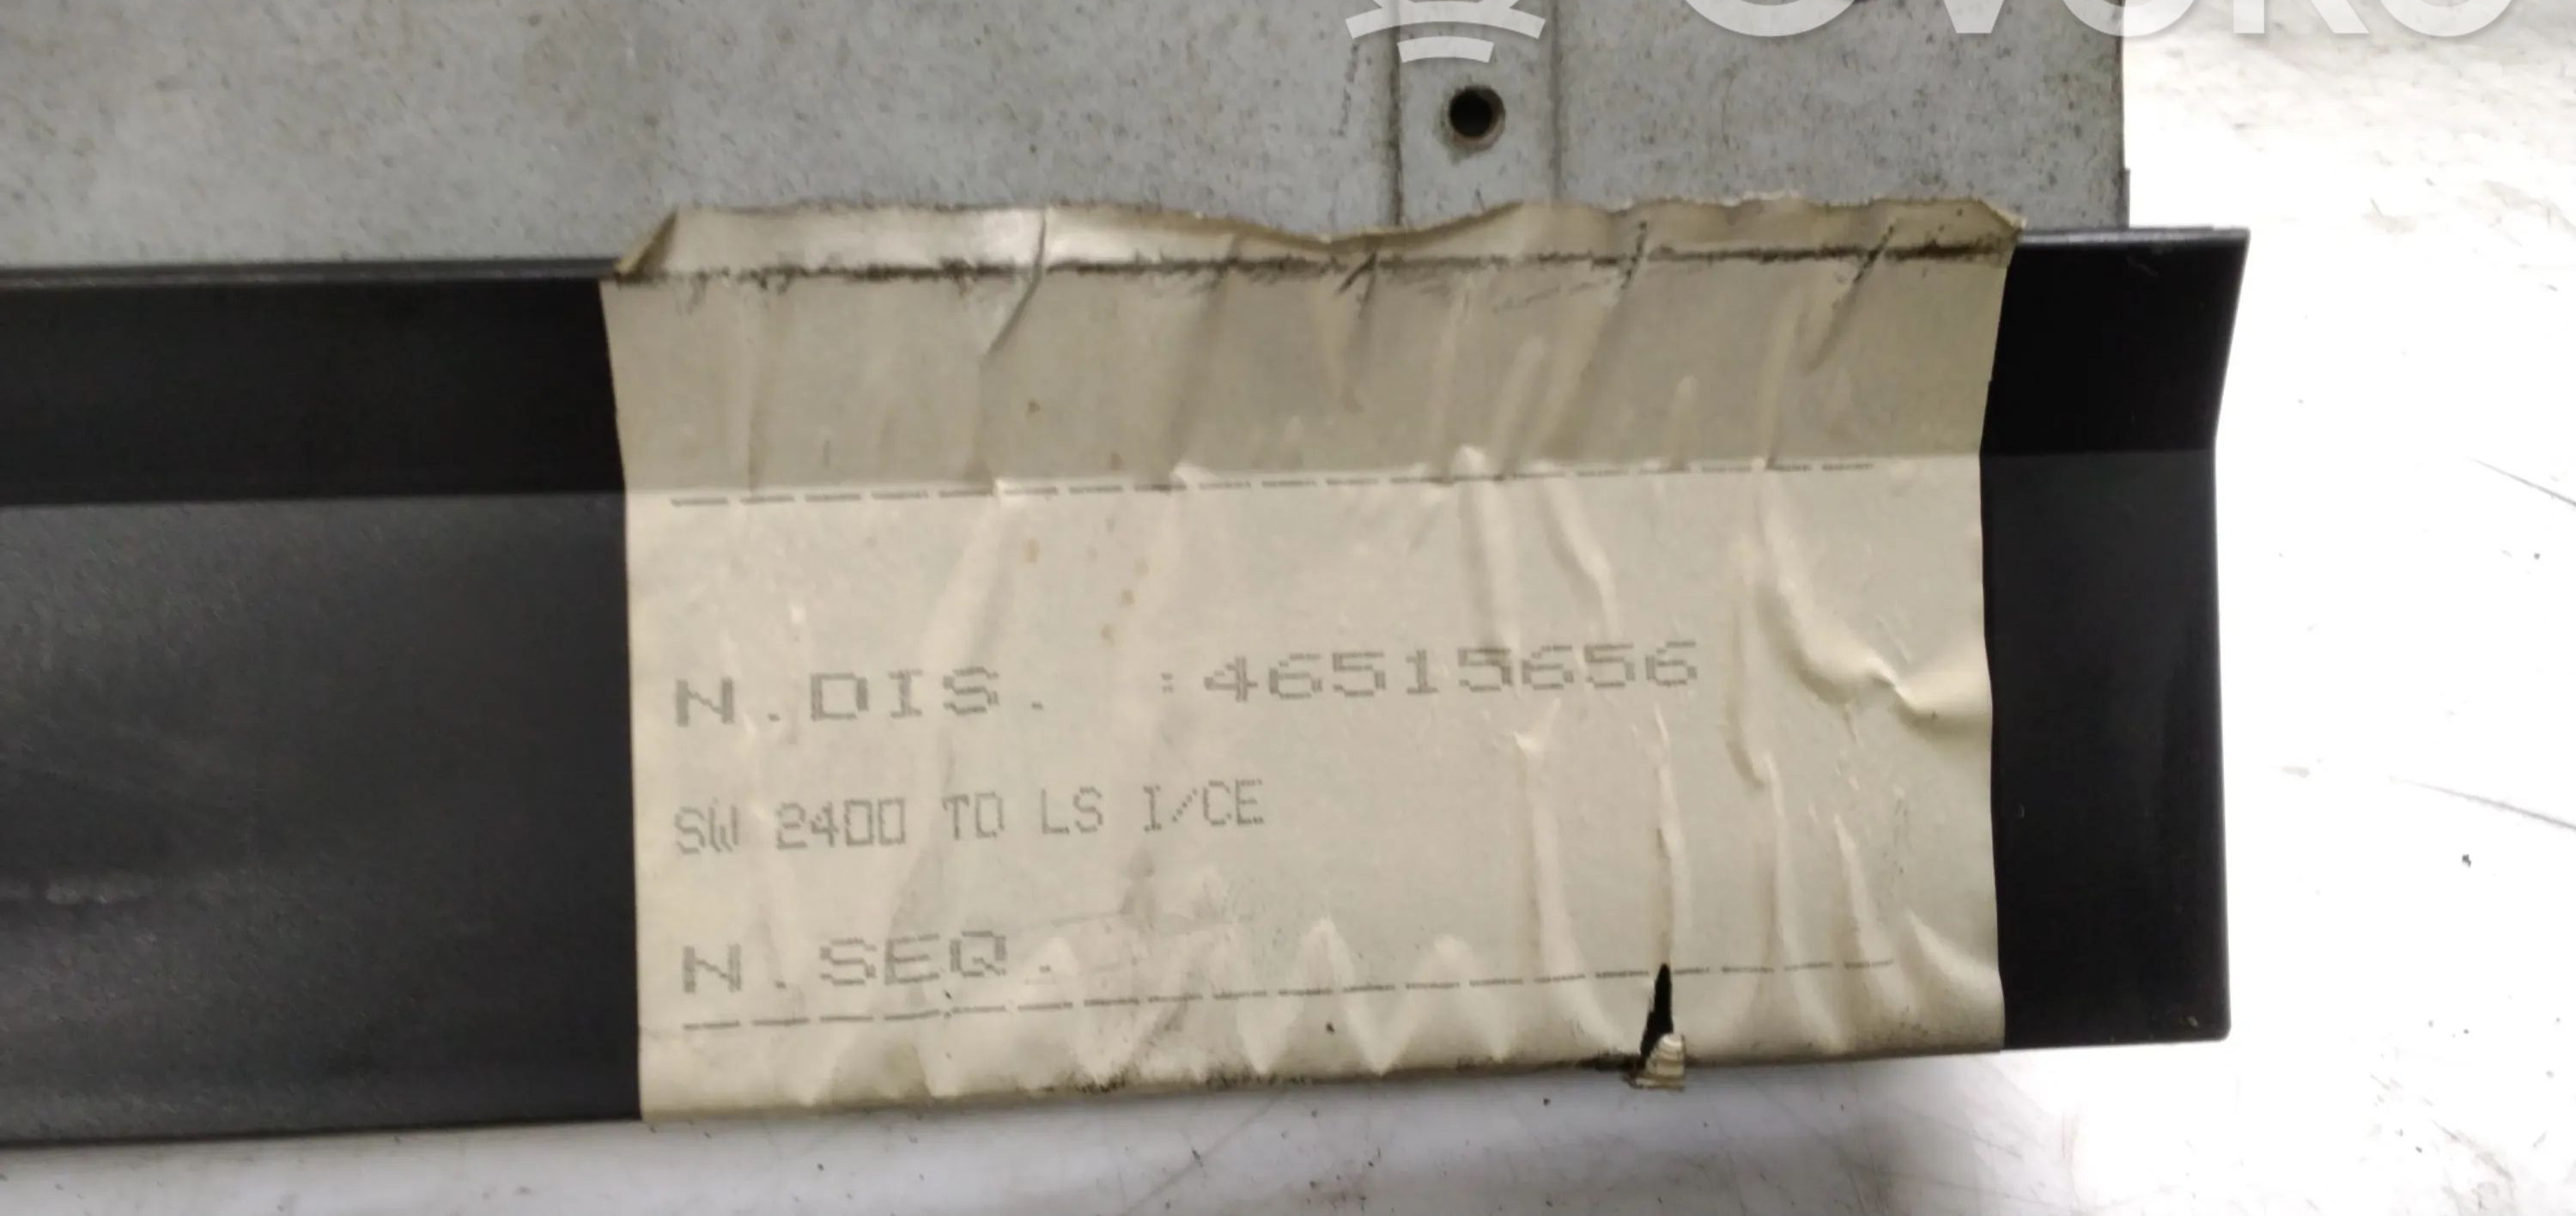 N.DIS. :46515656
SW 2400 TD LS I/CE
N.SEQ.